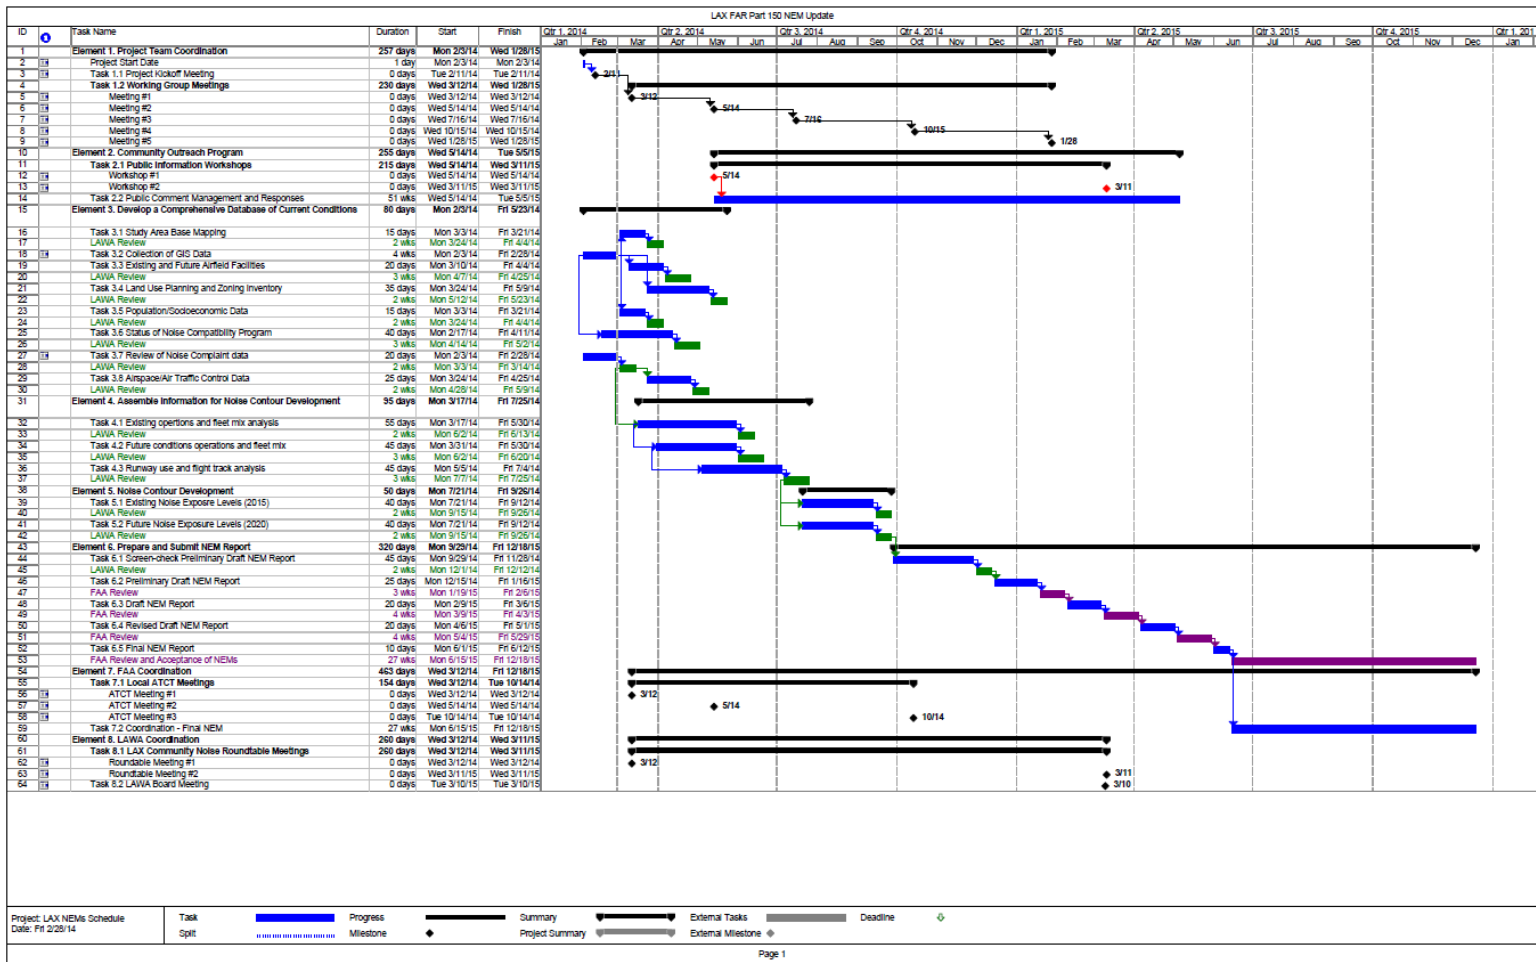 LAX FAR Part 150 NEM Update
ID Task Name Duration Start Finish Qtr 1, 2014 Qtr 2, 2014 Qtr 3, 2014 Qtr 4, 2014 Qtr 1, 2015 Qtr 2, 2015 Qtr 3, 2015 Qtr 4, 2015 Qtr 1, 201
Jan Feb Mar Apr May Jun Jul Aug Sep Oct Nov Dec Jan Feb Mar Apr May Jun Jul Aug Sep Oct Nov Dec Jan
1 Element 1. Project Team Coordination 257 days Mon 2/3/14 Wed 1/28/15
2 Project Start Date 1 day Mon 2/3/14 Mon 2/3/14
3 Task 1.1 Project Kickoff Meeting 0 days Tue 2/11/14 Tue 2/11/14 2/11
4 Task 1.2 Working Group Meetings 230 days Wed 3/12/14 Wed 1/28/15
5 Meeting #1 0 days Wed 3/12/14 Wed 3/12/14 3/12
6 Meeting #2 0 days Wed 5/14/14 Wed 5/14/14 5/14
7 Meeting #3 0 days Wed 7/16/14 Wed 7/16/14 7/16
8 Meeting #4 0 days Wed 10/15/14 Wed 10/15/14 10/15
9 Meeting #5 0 days Wed 1/28/15 Wed 1/28/15 1/28
10 Element 2. Community Outreach Program 255 days Wed 5/14/14 Tue 5/5/15
11 Task 2.1 Public Information Workshops 215 days Wed 5/14/14 Wed 3/11/15
12 Workshop #1 0 days Wed 5/14/14 Wed 5/14/14 5/14
13 Workshop #2 0 days Wed 3/11/15 Wed 3/11/15 3/11
14 Task 2.2 Public Comment Management and Responses 51 wks Wed 5/14/14 Tue 5/5/15
15 Element 3. Develop a Comprehensive Database of Current Conditions 80 days Mon 2/3/14 Fri 5/23/14
16 Task 3.1 Study Area Base Mapping 15 days Mon 3/3/14 Fri 3/21/14
17 LAWA Review 2 wks Mon 3/24/14 Fri 4/4/14
18 Task 3.2 Collection of GIS Data 4 wks Mon 2/3/14 Fri 2/28/14
19 Task 3.3 Existing and Future Airfield Facilities 20 days Mon 3/10/14 Fri 4/4/14
20 LAWA Review 3 wks Mon 4/7/14 Fri 4/25/14
21 Task 3.4 Land Use Planning and Zoning Inventory 35 days Mon 3/24/14 Fri 5/9/14
22 LAWA Review 2 wks Mon 5/12/14 Fri 5/23/14
23 Task 3.5 Population/Socioeconomic Data 15 days Mon 3/3/14 Fri 3/21/14
24 LAWA Review 2 wks Mon 3/24/14 Fri 4/4/14
25 Task 3.6 Status of Noise Compatibility Program 40 days Mon 2/17/14 Fri 4/11/14
26 LAWA Review 3 wks Mon 4/14/14 Fri 5/2/14
27 Task 3.7 Review of Noise Complaint data 20 days Mon 2/3/14 Fri 2/28/14
28 LAWA Review 2 wks Mon 3/3/14 Fri 3/14/14
29 Task 3.8 Airspace/Air Traffic Control Data 25 days Mon 3/24/14 Fri 4/25/14
30 LAWA Review 2 wks Mon 4/28/14 Fri 5/9/14
31 Element 4. Assemble Information for Noise Contour Development 95 days Mon 3/17/14 Fri 7/25/14
32 Task 4.1 Existing opertions and fleet mix analysis 55 days Mon 3/17/14 Fri 5/30/14
33 LAWA Review 2 wks Mon 6/2/14 Fri 6/13/14
34 Task 4.2 Future conditions operations and fleet mix 45 days Mon 3/31/14 Fri 5/30/14
35 LAWA Review 3 wks Mon 6/2/14 Fri 6/20/14
36 Task 4.3 Runway use and flight track analysis 45 days Mon 5/5/14 Fri 7/4/14
37 LAWA Review 3 wks Mon 7/7/14 Fri 7/25/14
38 Element 5. Noise Contour Development 50 days Mon 7/21/14 Fri 9/26/14
39 Task 5.1 Existing Noise Exposre Levels (2015) 40 days Mon 7/21/14 Fri 9/12/14
40 LAWA Review 2 wks Mon 9/15/14 Fri 9/26/14
41 Task 5.2 Future Noise Exposure Levels (2020) 40 days Mon 7/21/14 Fri 9/12/14
42 LAWA Review 2 wks Mon 9/15/14 Fri 9/26/14
43 Element 6. Prepare and Submit NEM Report 320 days Mon 9/29/14 Fri 12/18/15
44 Task 6.1 Screen-check Preliminary Draft NEM Report 45 days Mon 9/29/14 Fri 11/28/14
45 LAWA Review 2 wks Mon 12/1/14 Fri 12/12/14
46 Task 6.2 Preliminary Draft NEM Report 25 days Mon 12/15/14 Fri 1/16/15
47 FAA Review 3 wks Mon 1/19/15 Fri 2/6/15
48 Task 6.3 Draft NEM Report 20 days Mon 2/9/15 Fri 3/6/15
49 FAA Review 4 wks Mon 3/9/15 Fri 4/3/15
50 Task 6.4 Revised Draft NEM Report 20 days Mon 4/6/15 Fri 5/1/15
51 FAA Review 4 wks Mon 5/4/15 Fri 5/29/15
52 Task 6.5 Final NEM Report 10 days Mon 6/1/15 Fri 6/12/15
53 FAA Review and Acceptance of NEMs 27 wks Mon 6/15/15 Fri 12/18/15
54 Element 7. FAA Coordination 463 days Wed 3/12/14 Fri 12/18/15
55 Task 7.1 Local ATCT Meetings 154 days Wed 3/12/14 Tue 10/14/14
56 ATCT Meeting #1 0 days Wed 3/12/14 Wed 3/12/14 3/12
57 ATCT Meeting #2 0 days Wed 5/14/14 Wed 5/14/14 5/14
58 ATCT Meeting #3 0 days Tue 10/14/14 Tue 10/14/14 10/14
59 Task 7.2 Coordination - Final NEM 27 wks Mon 6/15/15 Fri 12/18/15
60 Element 8. LAWA Coordination 260 days Wed 3/12/14 Wed 3/11/15
61 Task 8.1 LAX Community Noise Roundtable Meetings 260 days Wed 3/12/14 Wed 3/11/15
62 Roundable Meeting #1 0 days Wed 3/12/14 Wed 3/12/14 3/12
63 Roundtable Meeting #2 0 days Wed 3/11/15 Wed 3/11/15 3/11
64 Task 8.2 LAWA Board Meeting 0 days Tue 3/10/15 Tue 3/10/15 3/10
Project: LAX NEMs Schedule
Date: Fri 2/28/14
Task Progress Summary External Tasks Deadline
Split Milestone Project Summary External Milestone
Page 1